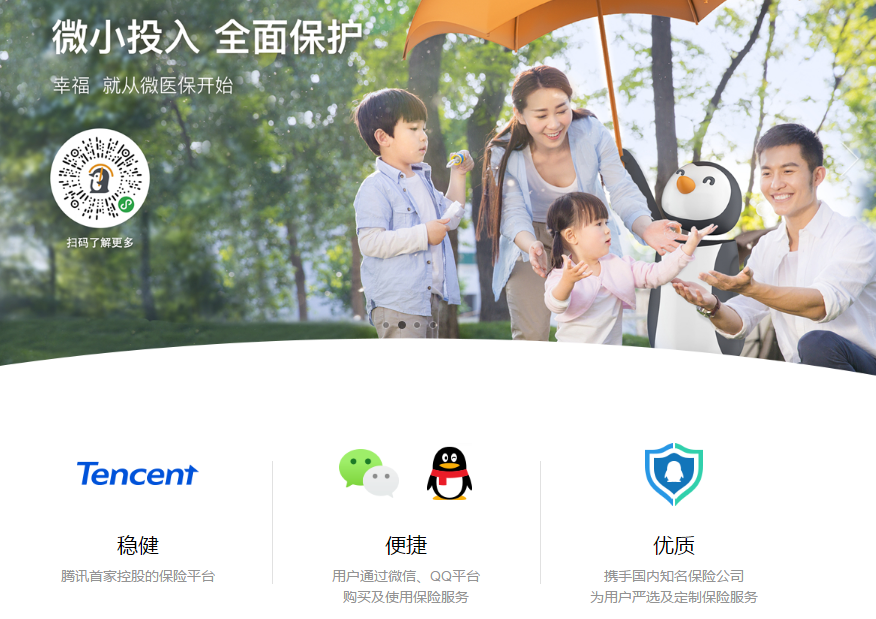 微小投入 全面保护
幸福 就从微医保开始
扫码了解更多
Tencent
稳健
腾讯首家控股的保险平台
便捷
用户通过微信、QQ平台
购买及使用保险服务
优质
携手国内知名保险公司
为用户严选及定制保险服务